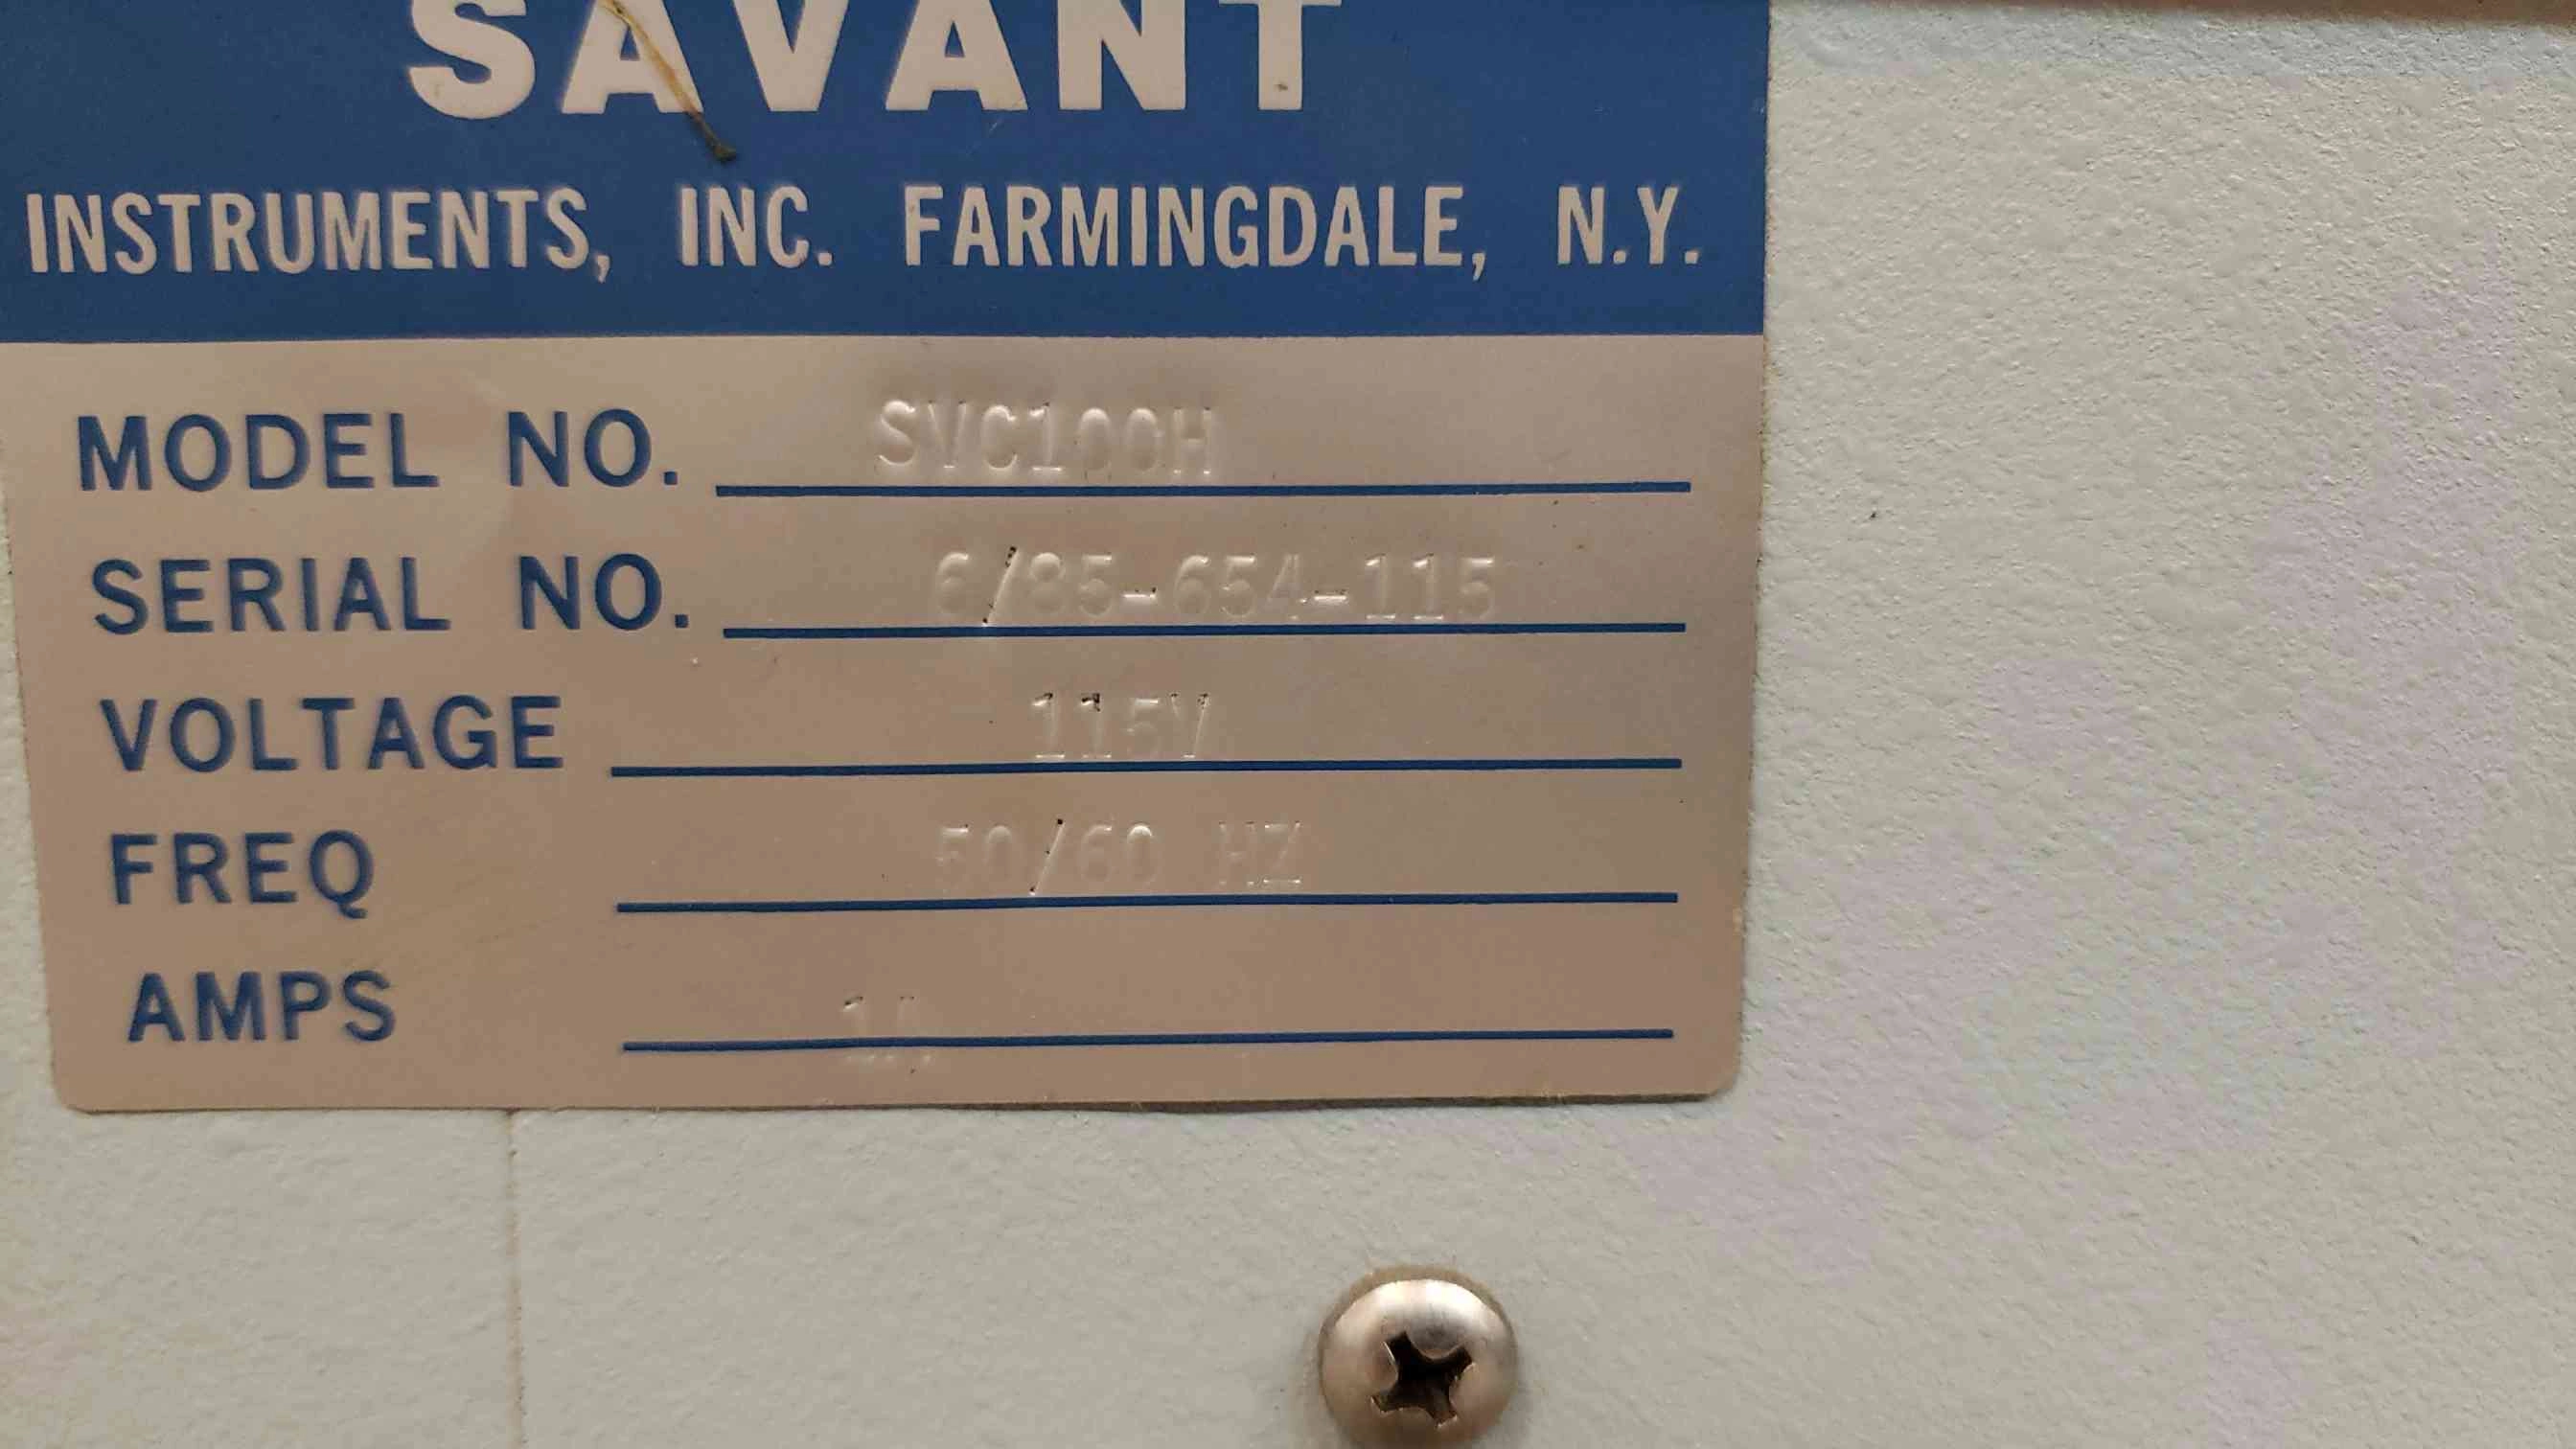 SAVANT
INSTRUMENTS, INC. FARMINGDALE, N.Y.
MODEL NO. SVC100H
SERIAL NO. 6/85-654-115
VOLTAGE 115V
FREQ 50/60 HZ
AMPS